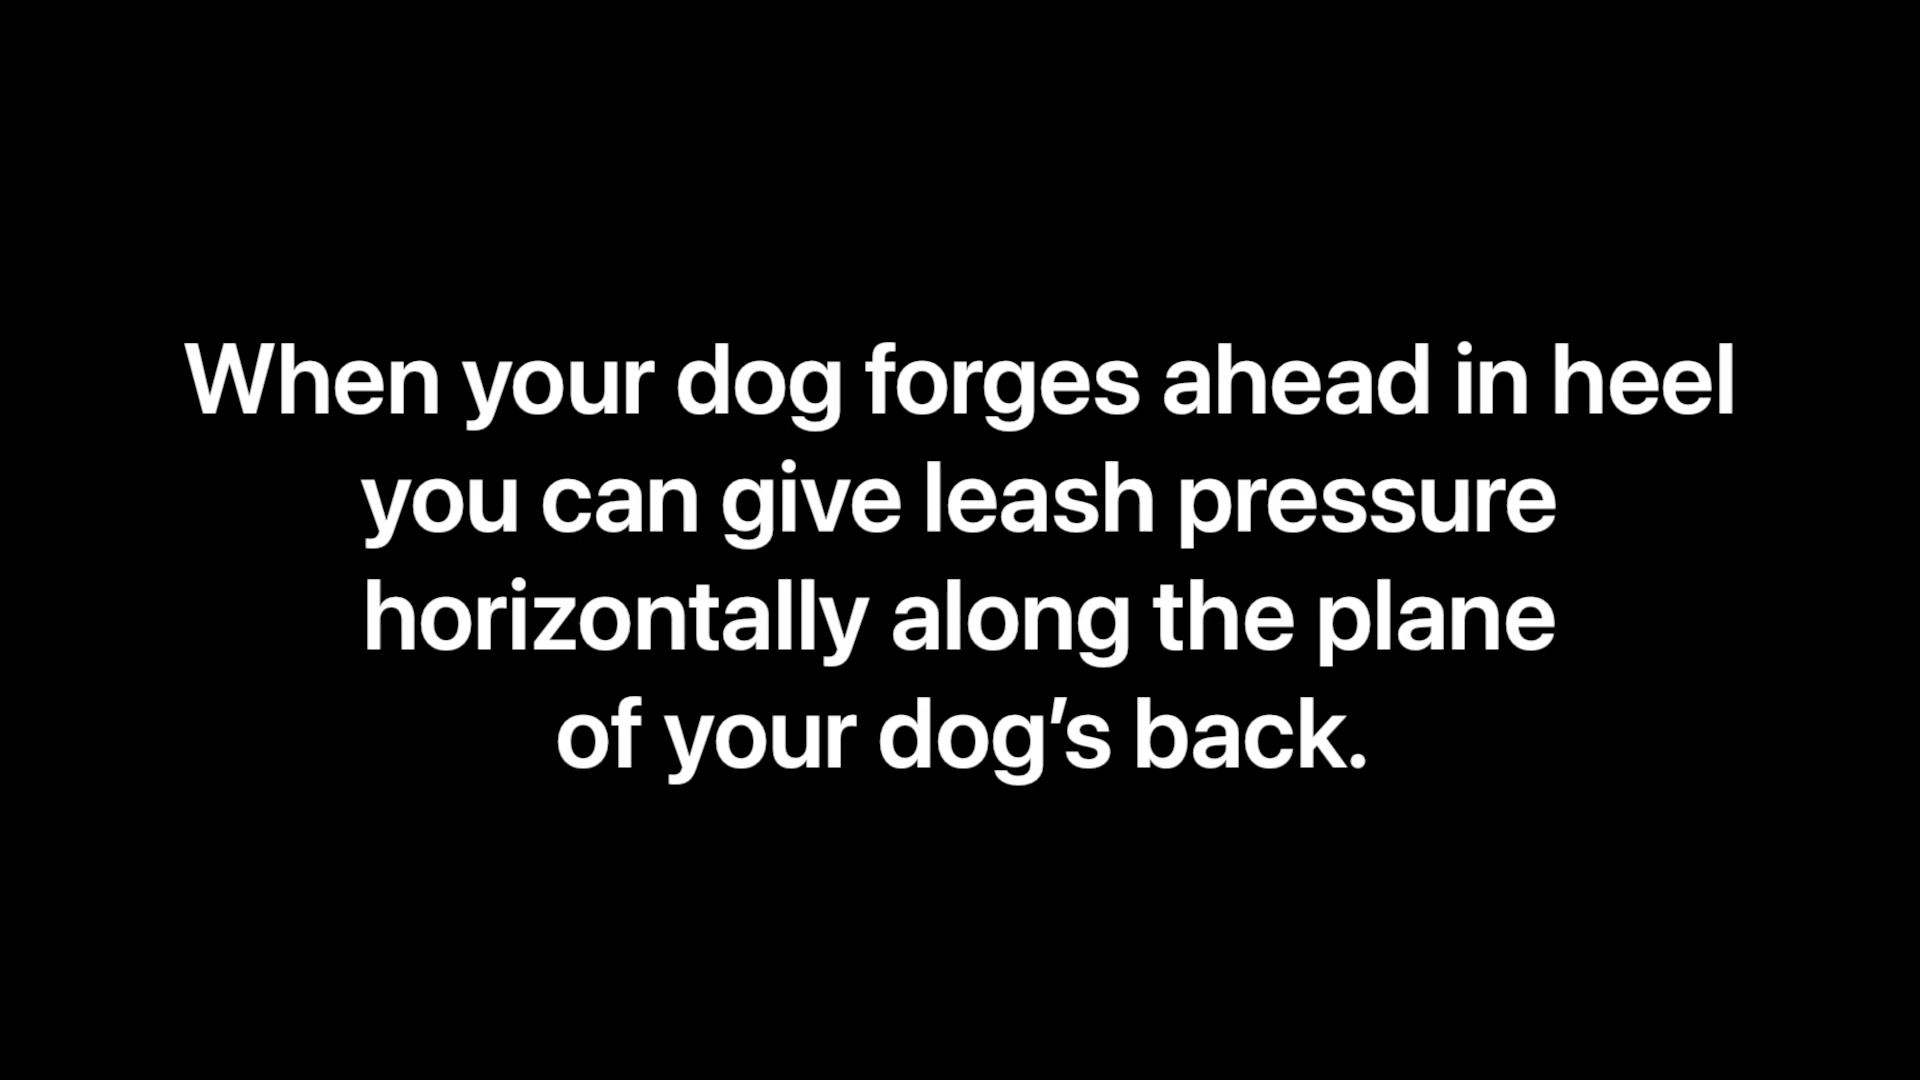 When your dog forges ahead in heel
you can give leash pressure
horizontally along the plane
of your dog’s back.